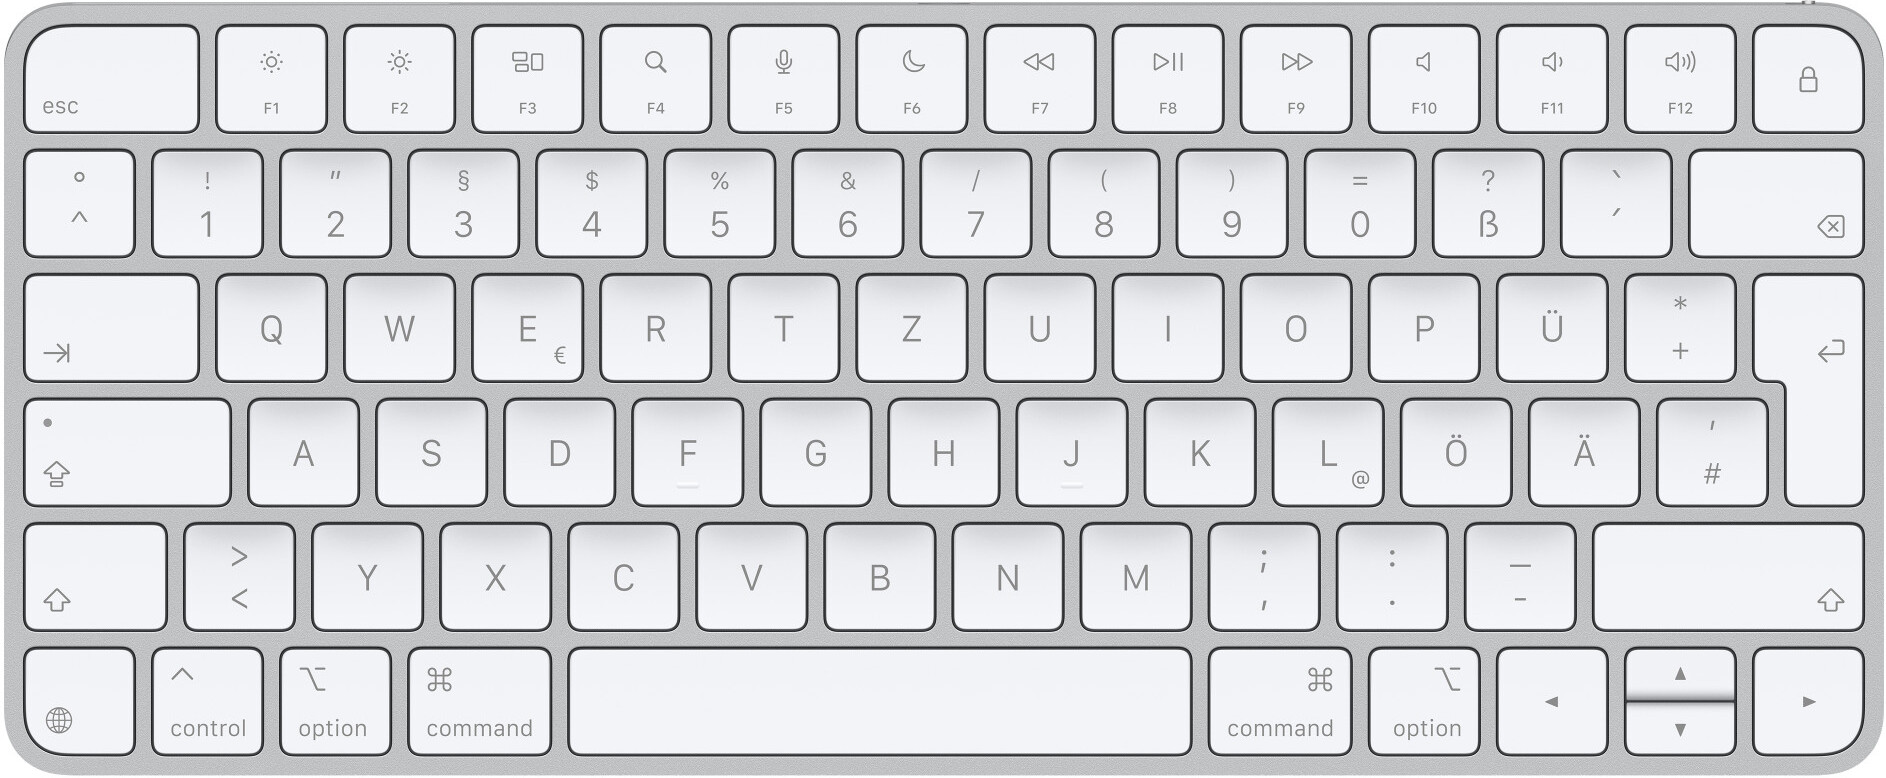 esc F1 F2 F3 F4 F5 F6 F7 F8 F9 F10 F11 F12
° ! " § $ % & / ( ) = ? `
^ 1 2 3 4 5 6 7 8 9 0 ß ´
Q W E € R T Z U I O P Ü * +
A S D F G H J K L @ Ö Ä ' #
> < Y X C V B N M ; , : . _ -
^ ⌥ ⌘ ⌘ ⌥
control option command command option